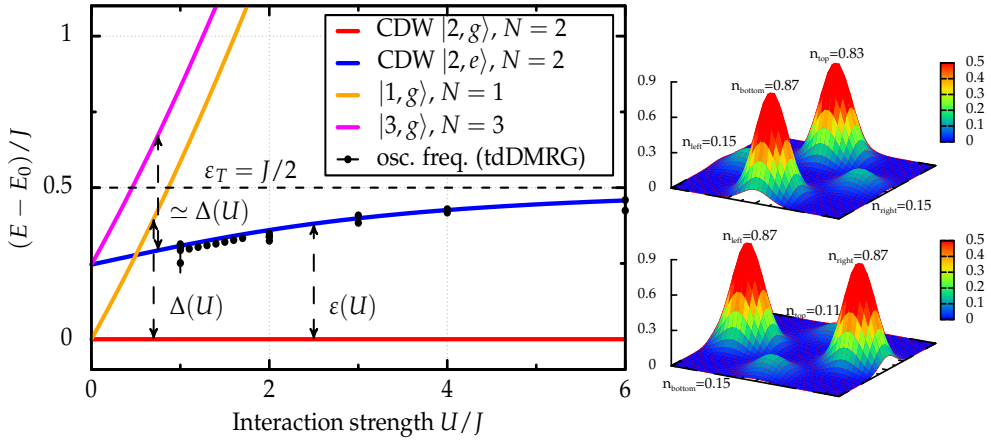 (E − E₀)/J
1
0.5
0
0
2
4
6
Interaction strength U/J
CDW |2, g⟩, N = 2
CDW |2, e⟩, N = 2
|1, g⟩, N = 1
|3, g⟩, N = 3
osc. freq. (tdDMRG)
ε_T = J/2
≃ Δ(U)
Δ(U)
ε(U)
0.9
0.6
0.3
0
n_top=0.83
n_bottom=0.87
n_left=0.15
n_right=0.15
0.5
0.4
0.3
0.2
0.1
0
0.9
0.6
0.3
0
n_left=0.87
n_right=0.87
n_top=0.11
n_bottom=0.15
0.5
0.4
0.3
0.2
0.1
0